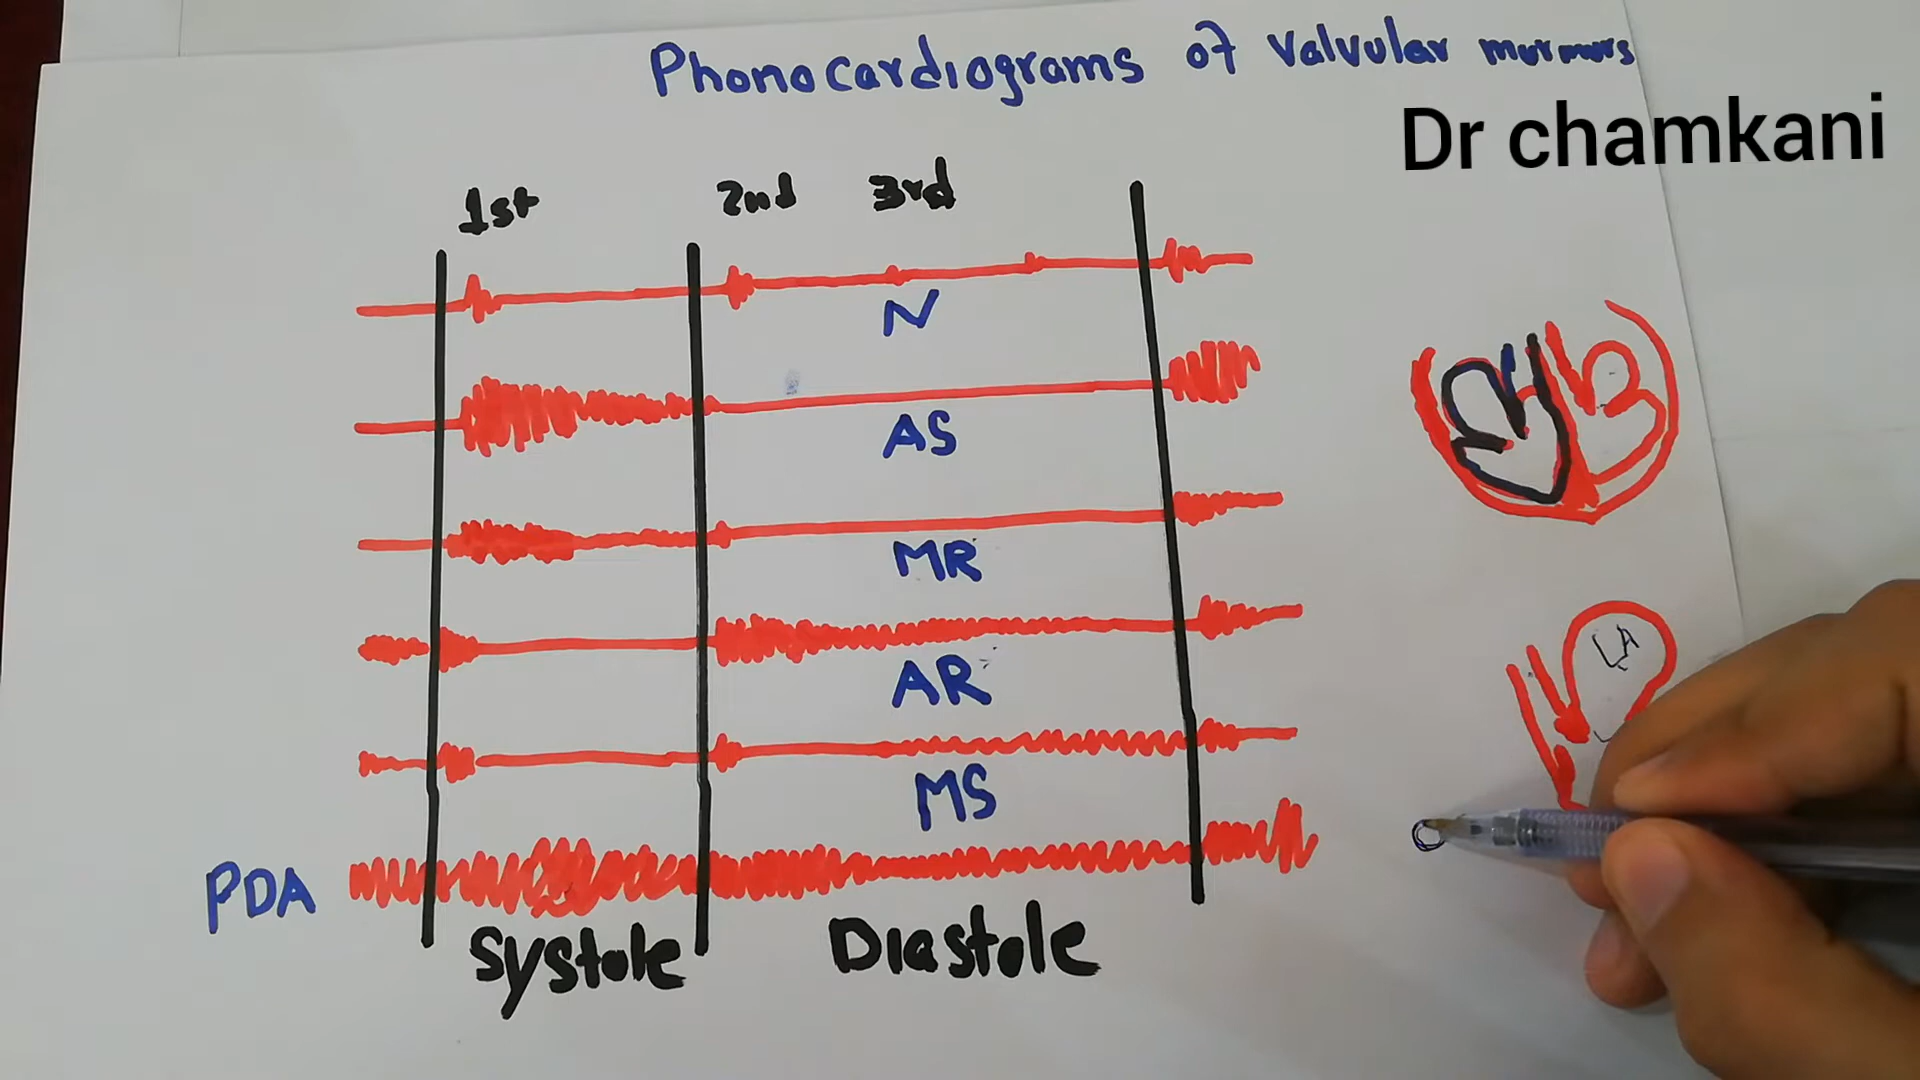 Phonocardiograms of Valvular murmurs
Dr chamkani
1st 2nd 3rd
N
AS
MR
AR
MS
PDA
Systole Diastole
LA